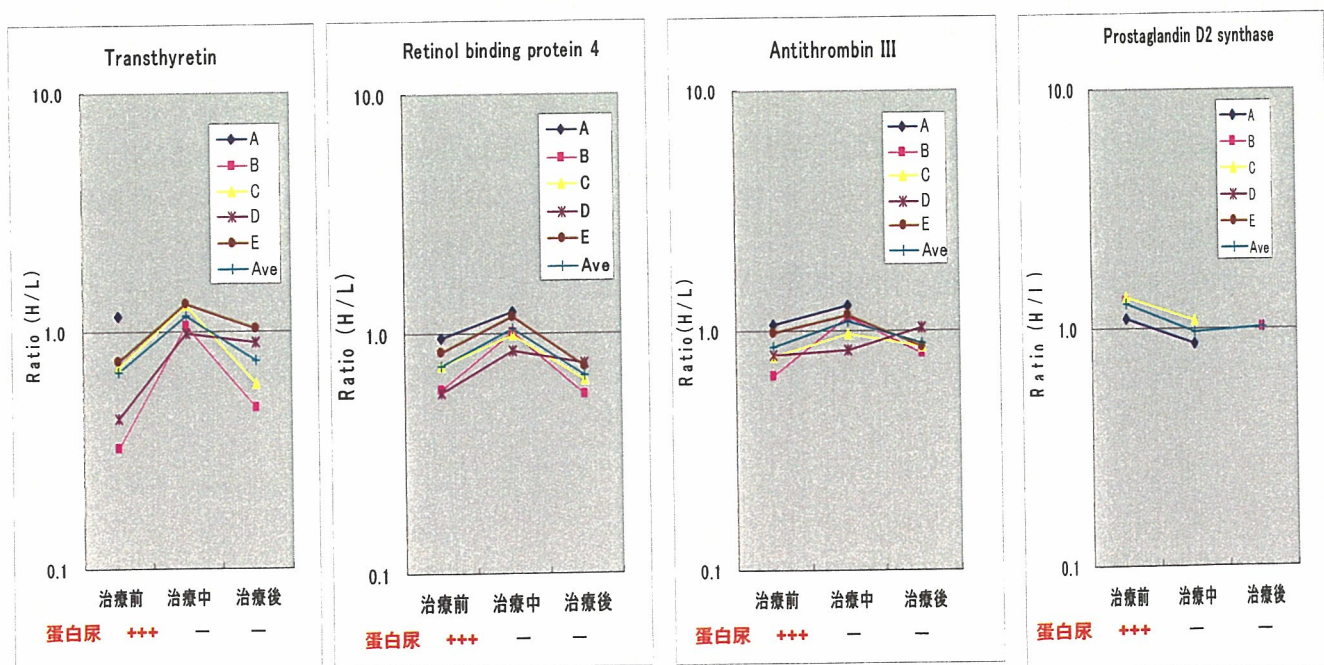 Transthyretin
10.0
1.0
0.1
Ratio (H/L)
A
B
C
D
E
Ave
治療前 治療中 治療後
蛋白尿 +++ − −
Retinol binding protein 4
10.0
1.0
0.1
Ratio (H/L)
A
B
C
D
E
Ave
治療前 治療中 治療後
蛋白尿 +++ − −
Antithrombin III
10.0
1.0
0.1
Ratio (H/L)
A
B
C
D
E
Ave
治療前 治療中 治療後
蛋白尿 +++ − −
Prostaglandin D2 synthase
10.0
1.0
0.1
Ratio (H/l)
A
B
C
D
E
Ave
治療前 治療中 治療後
蛋白尿 +++ − −